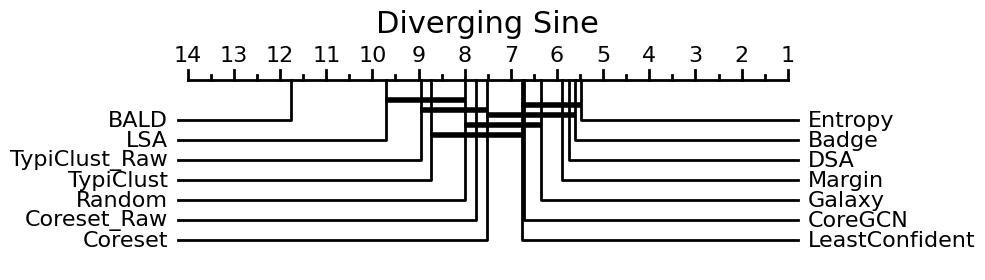 Diverging Sine
14 13 12 11 10 9 8 7 6 5 4 3 2 1
BALD Entropy
LSA Badge
TypiClust_Raw DSA
TypiClust Margin
Random Galaxy
Coreset_Raw CoreGCN
Coreset LeastConfident